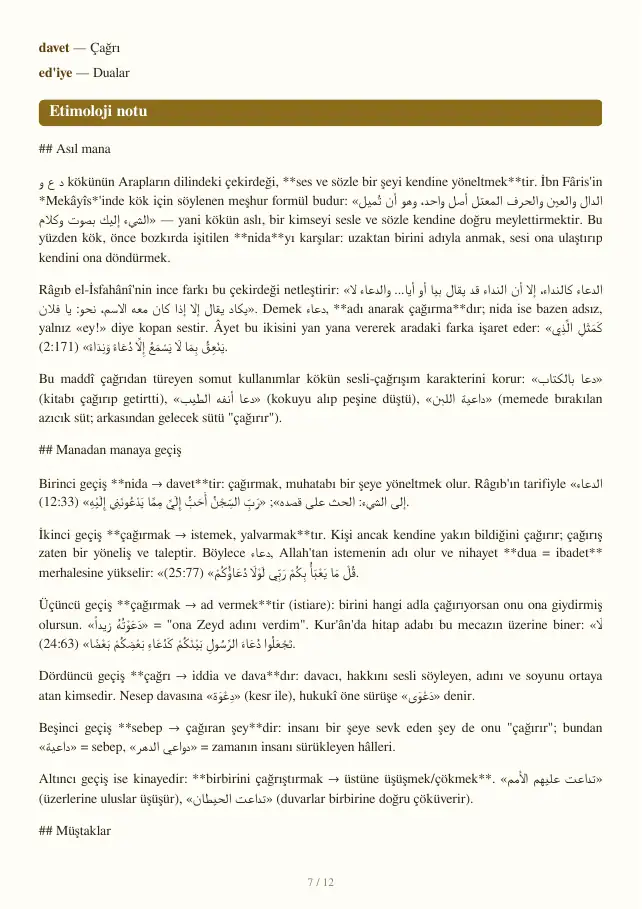 davet — Çağrı
ed'iye — Dualar
Etimoloji notu
## Asıl mana
د ع و kökünün Arapların dilindeki çekirdeği, **ses ve sözle bir şeyi kendine yöneltmek**tir. İbn Fâris'in
*Mekâyîs*'inde kök için söylenen meşhur formül budur: «الدال والعين والحرف المعتل أصل واحد، وهو أن تُميل
الشيء إليك بصوت وكلام» — yani kökün aslı, bir kimseyi sesle ve sözle kendine doğru meylettirmektir. Bu
yüzden kök, önce bozkırda işitilen **nida**yı karşılar: uzaktan birini adıyla anmak, sesi ona ulaştırıp
kendini ona döndürmek.
Râgıb el-İsfahânî'nin ince farkı bu çekirdeği netleştirir: «الدعاء كالنداء، إلا أن النداء قد يقال بيا أو أيا... والدعاء لا
يكاد يقال إلا إذا كان معه الاسم، نحو: يا فلان». Demek دعاء, **adı anarak çağırma**dır; nida ise bazen adsız,
yalnız «ey!» diye kopan sestir. Âyet bu ikisini yan yana vererek aradaki farka işaret eder: «كَمَثَلِ الَّذِي
يَنْعِقُ بِمَا لَا يَسْمَعُ إِلَّا دُعَاءً وَنِدَاءً» (2:171).
Bu maddî çağrıdan türeyen somut kullanımlar kökün sesli-çağrışım karakterini korur: «دعا بالكتاب»
(kitabı çağırıp getirtti), «دعا أنفه الطيب» (kokuyu alıp peşine düştü), «داعية اللبن» (memede bırakılan
azıcık süt; arkasından gelecek sütü "çağırır").
## Manadan manaya geçiş
Birinci geçiş **nida → davet**tir: çağırmak, muhatabı bir şeye yöneltmek olur. Râgıb'ın tarifiyle «الدعاء
إلى الشيء: الحث على قصده»; «رَبِّ السِّجْنُ أَحَبُّ إِلَيَّ مِمَّا يَدْعُونَنِي إِلَيْهِ» (12:33).
İkinci geçiş **çağırmak → istemek, yalvarmak**tır. Kişi ancak kendine yakın bildiğini çağırır; çağırış
zaten bir yöneliş ve taleptir. Böylece دعاء, Allah'tan istemenin adı olur ve nihayet **dua = ibadet**
merhalesine yükselir: «قُلْ مَا يَعْبَأُ بِكُمْ رَبِّي لَوْلَا دُعَاؤُكُمْ» (25:77).
Üçüncü geçiş **çağırmak → ad vermek**tir (istiare): birini hangi adla çağırıyorsan onu ona giydirmiş
olursun. «دَعَوْتُهُ زيداً» = "ona Zeyd adını verdim". Kur'ân'da hitap adabı bu mecazın üzerine biner: «لَا
تَجْعَلُوا دُعَاءَ الرَّسُولِ بَيْنَكُمْ كَدُعَاءِ بَعْضِكُمْ بَعْضًا» (24:63).
Dördüncü geçiş **çağrı → iddia ve dava**dır: davacı, hakkını sesli söyleyen, adını ve soyunu ortaya
atan kimsedir. Nesep davasına «دِعْوَة» (kesr ile), hukukî öne sürüşe «دَعْوَى» denir.
Beşinci geçiş **sebep → çağıran şey**dir: insanı bir şeye sevk eden şey de onu "çağırır"; bundan
«داعية» = sebep, «دواعي الدهر» = zamanın insanı sürükleyen hâlleri.
Altıncı geçiş ise kinayedir: **birbirini çağrıştırmak → üstüne üşüşmek/çökmek**. «تداعت عليهم الأمم»
(üzerlerine uluslar üşüşür), «تداعت الحيطان» (duvarlar birbirine doğru çöküverir).
## Müştaklar
7 / 12